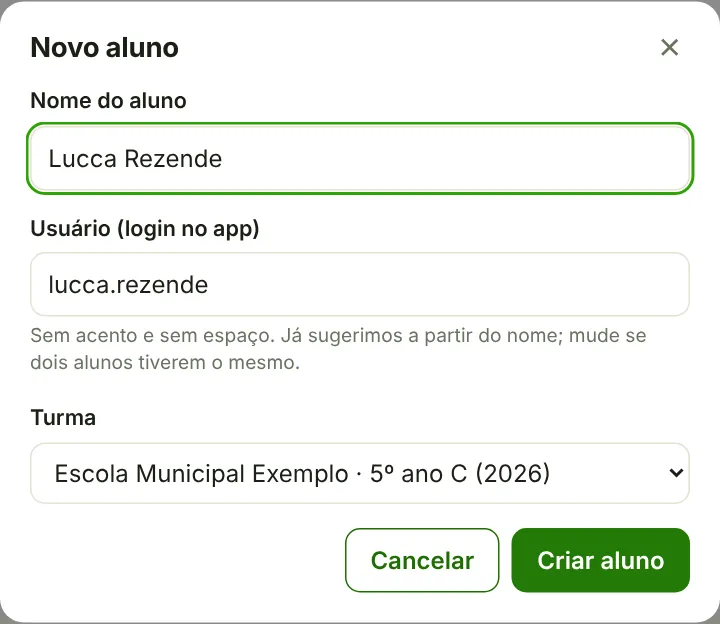 Novo aluno
Nome do aluno
Lucca Rezende
Usuário (login no app)
lucca.rezende
Sem acento e sem espaço. Já sugerimos a partir do nome; mude se
dois alunos tiverem o mesmo.
Turma
Escola Municipal Exemplo · 5º ano C (2026)
Cancelar
Criar aluno